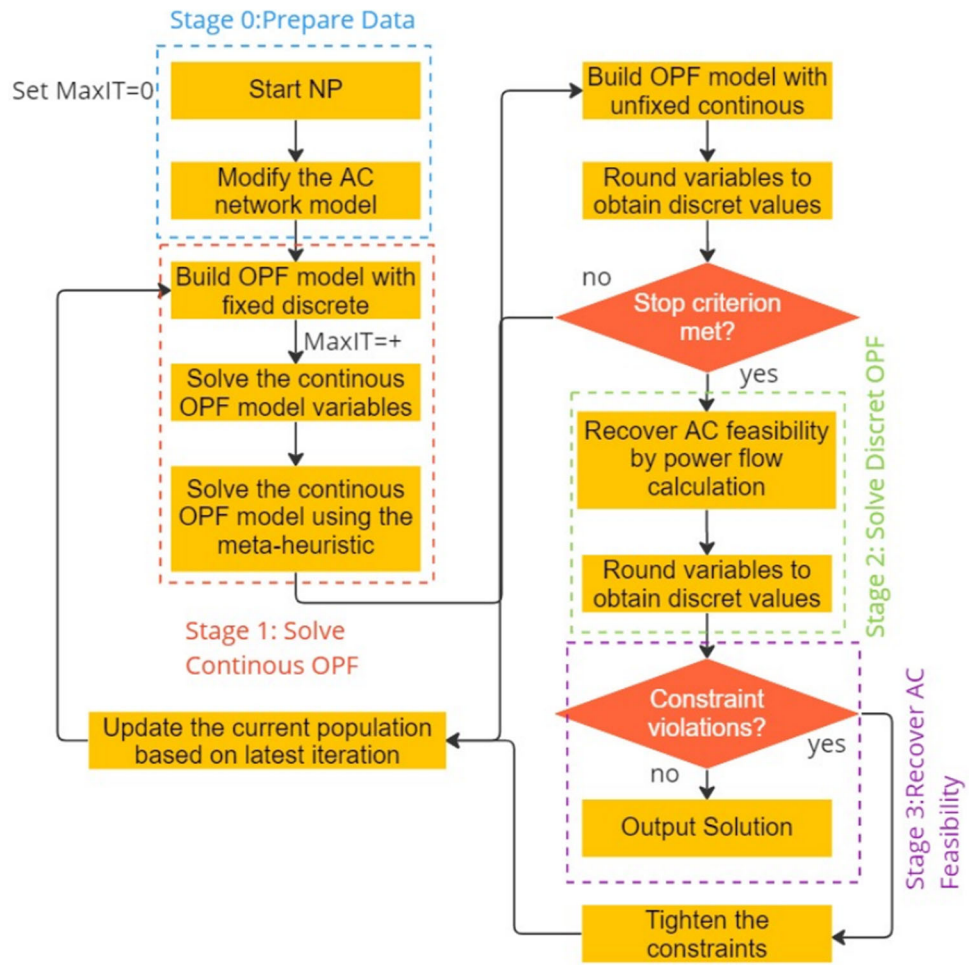 Stage 0:Prepare Data
Set MaxIT=0
Start NP
Modify the AC
network model
Build OPF model with
fixed discrete
MaxIT=+
Solve the continous
OPF model variables
Solve the continous
OPF model using the
meta-heuristic
Stage 1: Solve
Continous OPF
Update the current population
based on latest iteration
Build OPF model with
unfixed continous
Round variables to
obtain discret values
no
Stop criterion
met?
yes
Recover AC feasibility
by power flow
calculation
Round variables to
obtain discret values
Stage 2: Solve Discret OPF
Constraint
violations?
yes
no
Output Solution
Stage 3:Recover AC
Feasibility
Tighten the
constraints